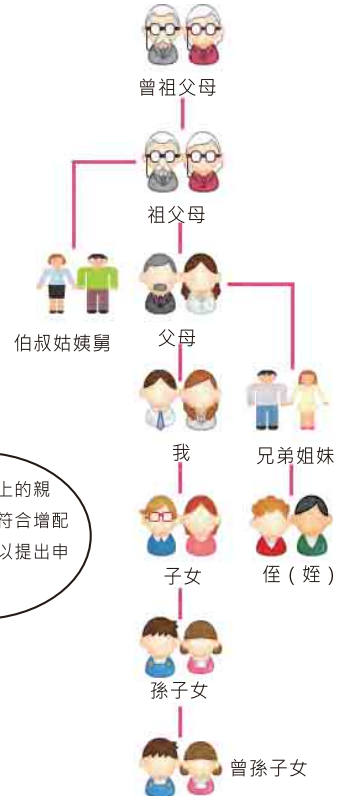 曾祖父母
祖父母
伯叔姑姨舅
父母
我
兄弟姐妹
上的親
符合增配
以提出申
子女
侄（姪）
孫子女
曾孫子女